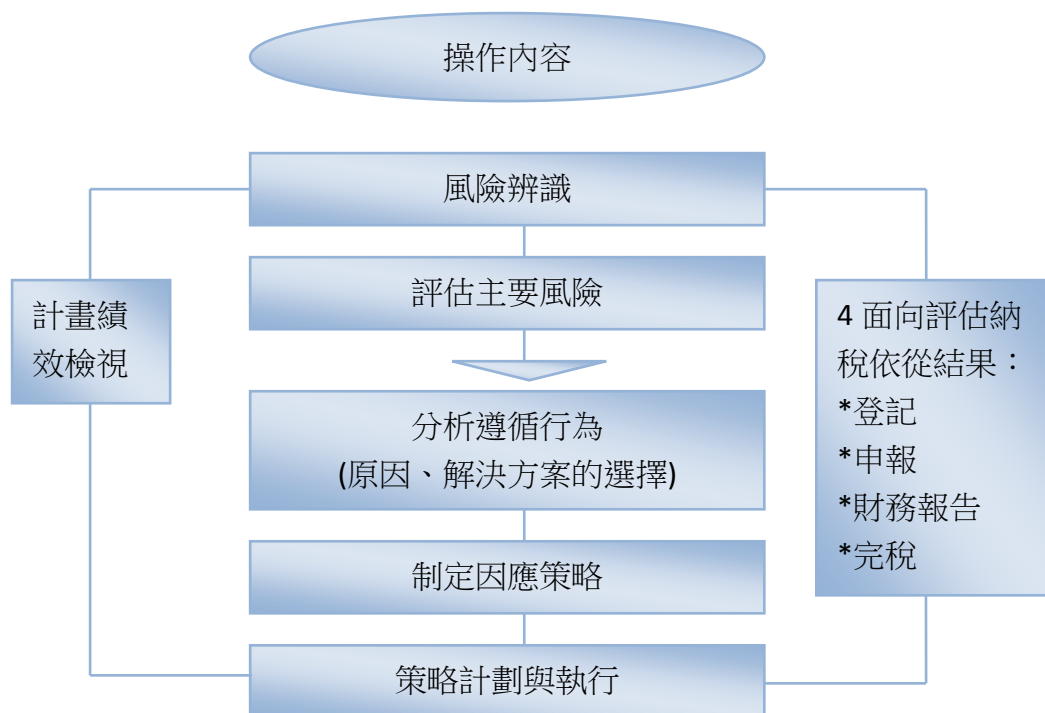 操作內容
風險辨識
評估主要風險
分析遵循行為
(原因、解決方案的選擇)
制定因應策略
策略計劃與執行
計畫績
效檢視
4 面向評估納
稅依從結果：
*登記
*申報
*財務報告
*完稅